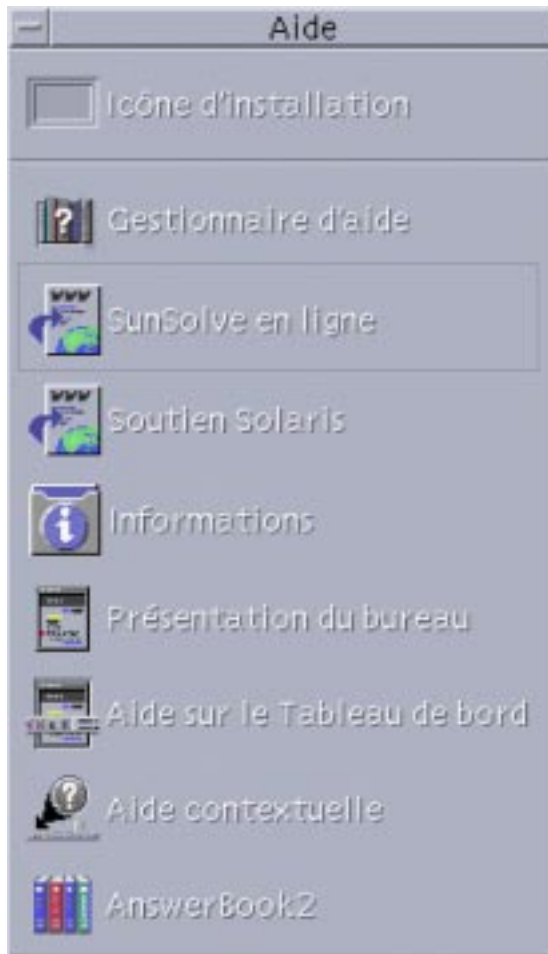 Aide
Icône d'installation
Gestionnaire d'aide
SunSolve en ligne
Soutien Solaris
Informations
Présentation du bureau
Aide sur le Tableau de bord
Aide contextuelle
AnswerBook2